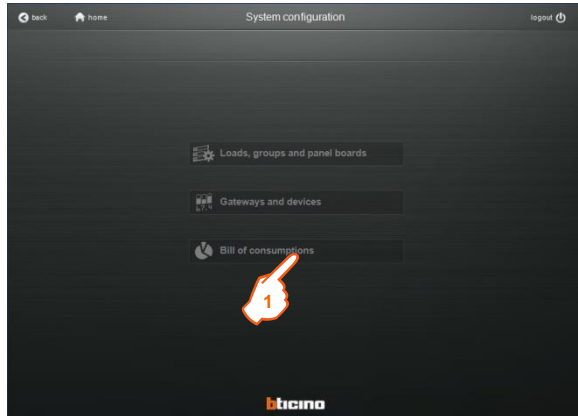 back
home
System configuration
logout
Loads, groups and panel boards
Gateways and devices
Bill of consumptions
1
bticino